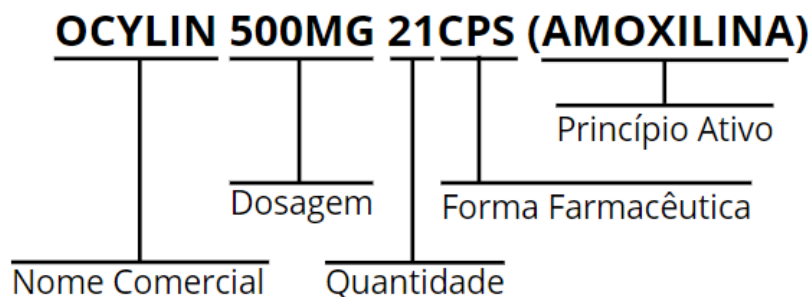 OCYLIN 500MG 21CPS (AMOXILINA)
Princípio Ativo
Dosagem
Forma Farmacêutica
Nome Comercial
Quantidade